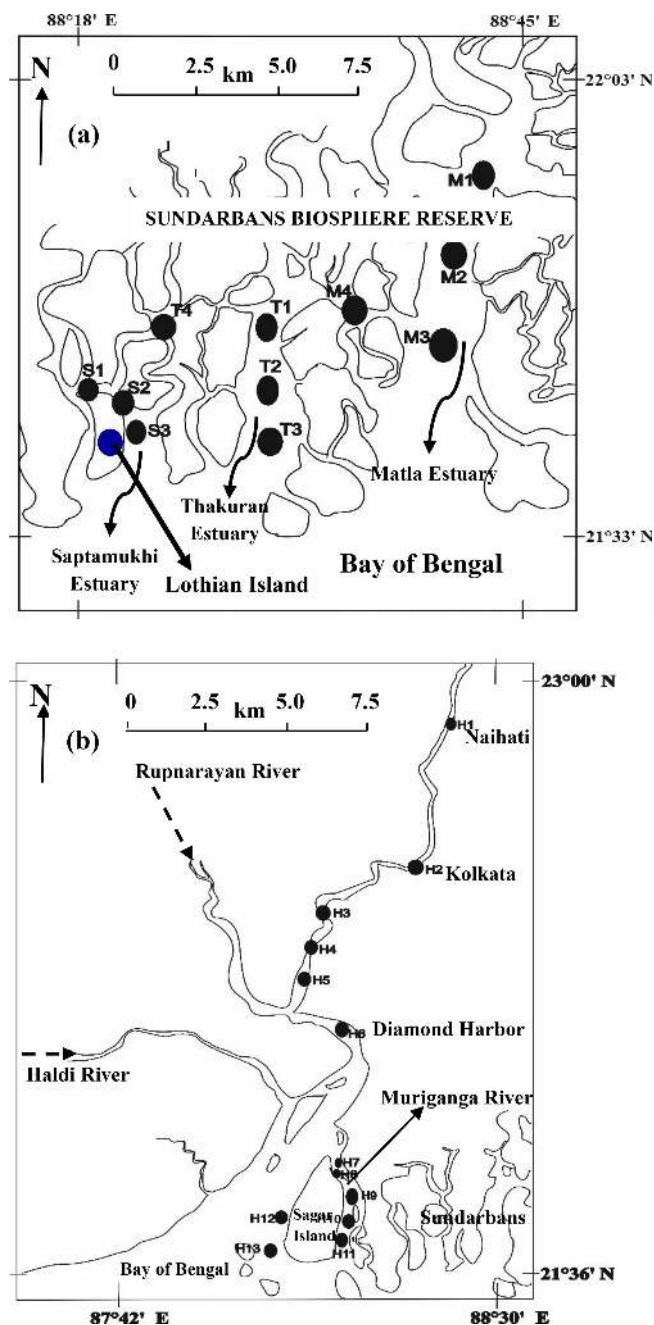 88°18' E
88°45' E
N
0 2.5 4.0 7.5
km
22°03' N
(a)
M1
SUNDARBANS BIOSPHERE RESERVE
M2
M4
T4
T1
M3
S1
T2
S2
S3
T3
Matla Estuary
Thakuran
Estuary
21°33' N
Saptamukhi
Estuary
Bay of Bengal
Lothian Island
23°00' N
N
0 2.5 5.0 7.5
km
(b)
H1
Naihati
Rupnarayan River
H2
Kolkata
H3
H4
H5
H6
Diamond Harbor
Haldi River
Muriganga River
H7
H8
H9
H12
Sagar
H10
Sundarbans
Island
H11
H13
Bay of Bengal
21°36' N
87°42' E
88°30' E